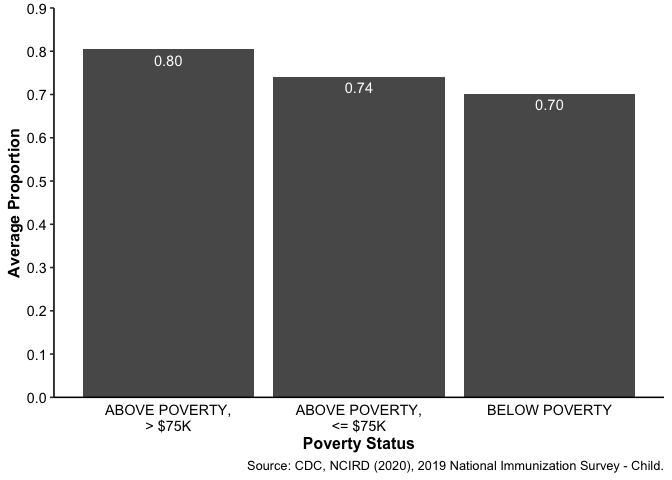 0.9
0.8
0.7
0.6
0.5
0.4
0.3
0.2
0.1
0.0
Average Proportion
0.80
0.74
0.70
ABOVE POVERTY,
> $75K
ABOVE POVERTY,
<= $75K
BELOW POVERTY
Poverty Status
Source: CDC, NCIRD (2020), 2019 National Immunization Survey - Child.